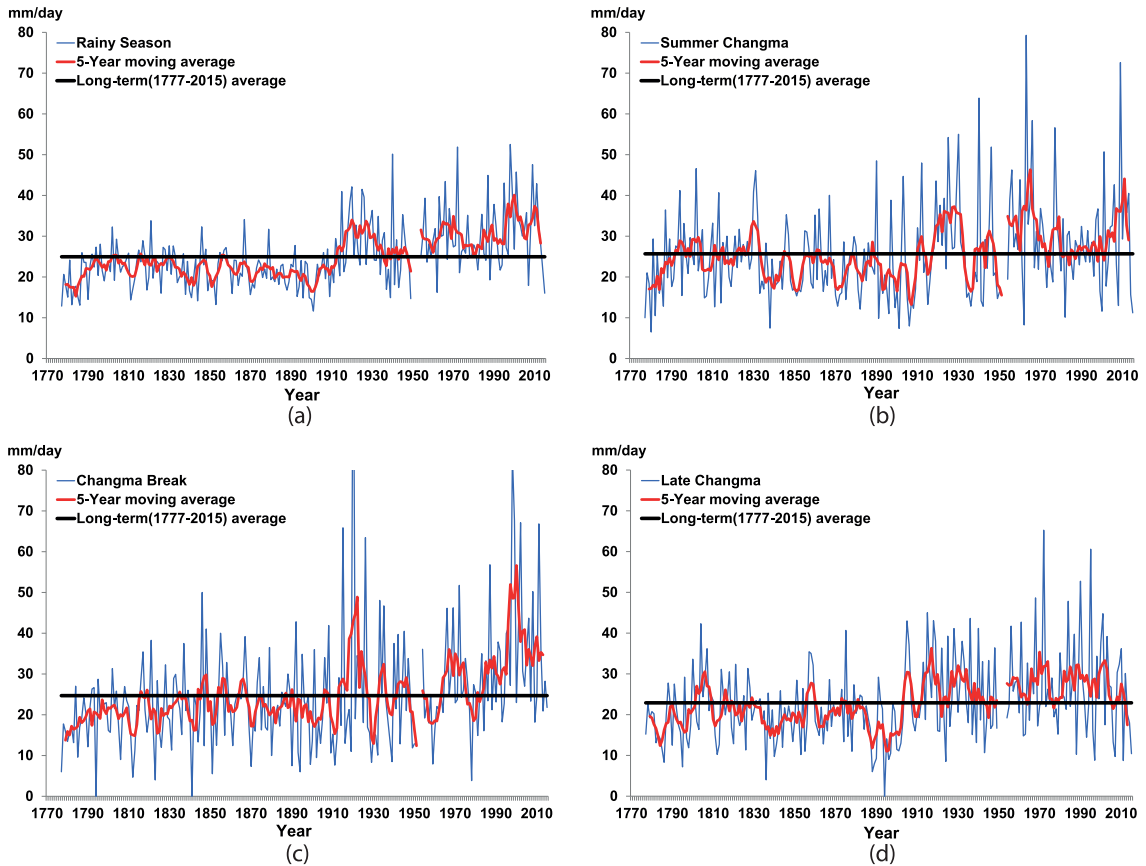 mm/day
80
70
60
50
40
30
20
10
0
Rainy Season
5-Year moving average
Long-term(1777-2015) average
1770 1790 1810 1830 1850 1870 1890 1910 1930 1950 1970 1990 2010
Year
(a)
mm/day
80
70
60
50
40
30
20
10
0
Summer Changma
5-Year moving average
Long-term(1777-2015) average
1770 1790 1810 1830 1850 1870 1890 1910 1930 1950 1970 1990 2010
Year
(b)
mm/day
80
70
60
50
40
30
20
10
0
Changma Break
5-Year moving average
Long-term(1777-2015) average
1770 1790 1810 1830 1850 1870 1890 1910 1930 1950 1970 1990 2010
Year
(c)
mm/day
80
70
60
50
40
30
20
10
0
Late Changma
5-Year moving average
Long-term(1777-2015) average
1770 1790 1810 1830 1850 1870 1890 1910 1930 1950 1970 1990 2010
Year
(d)